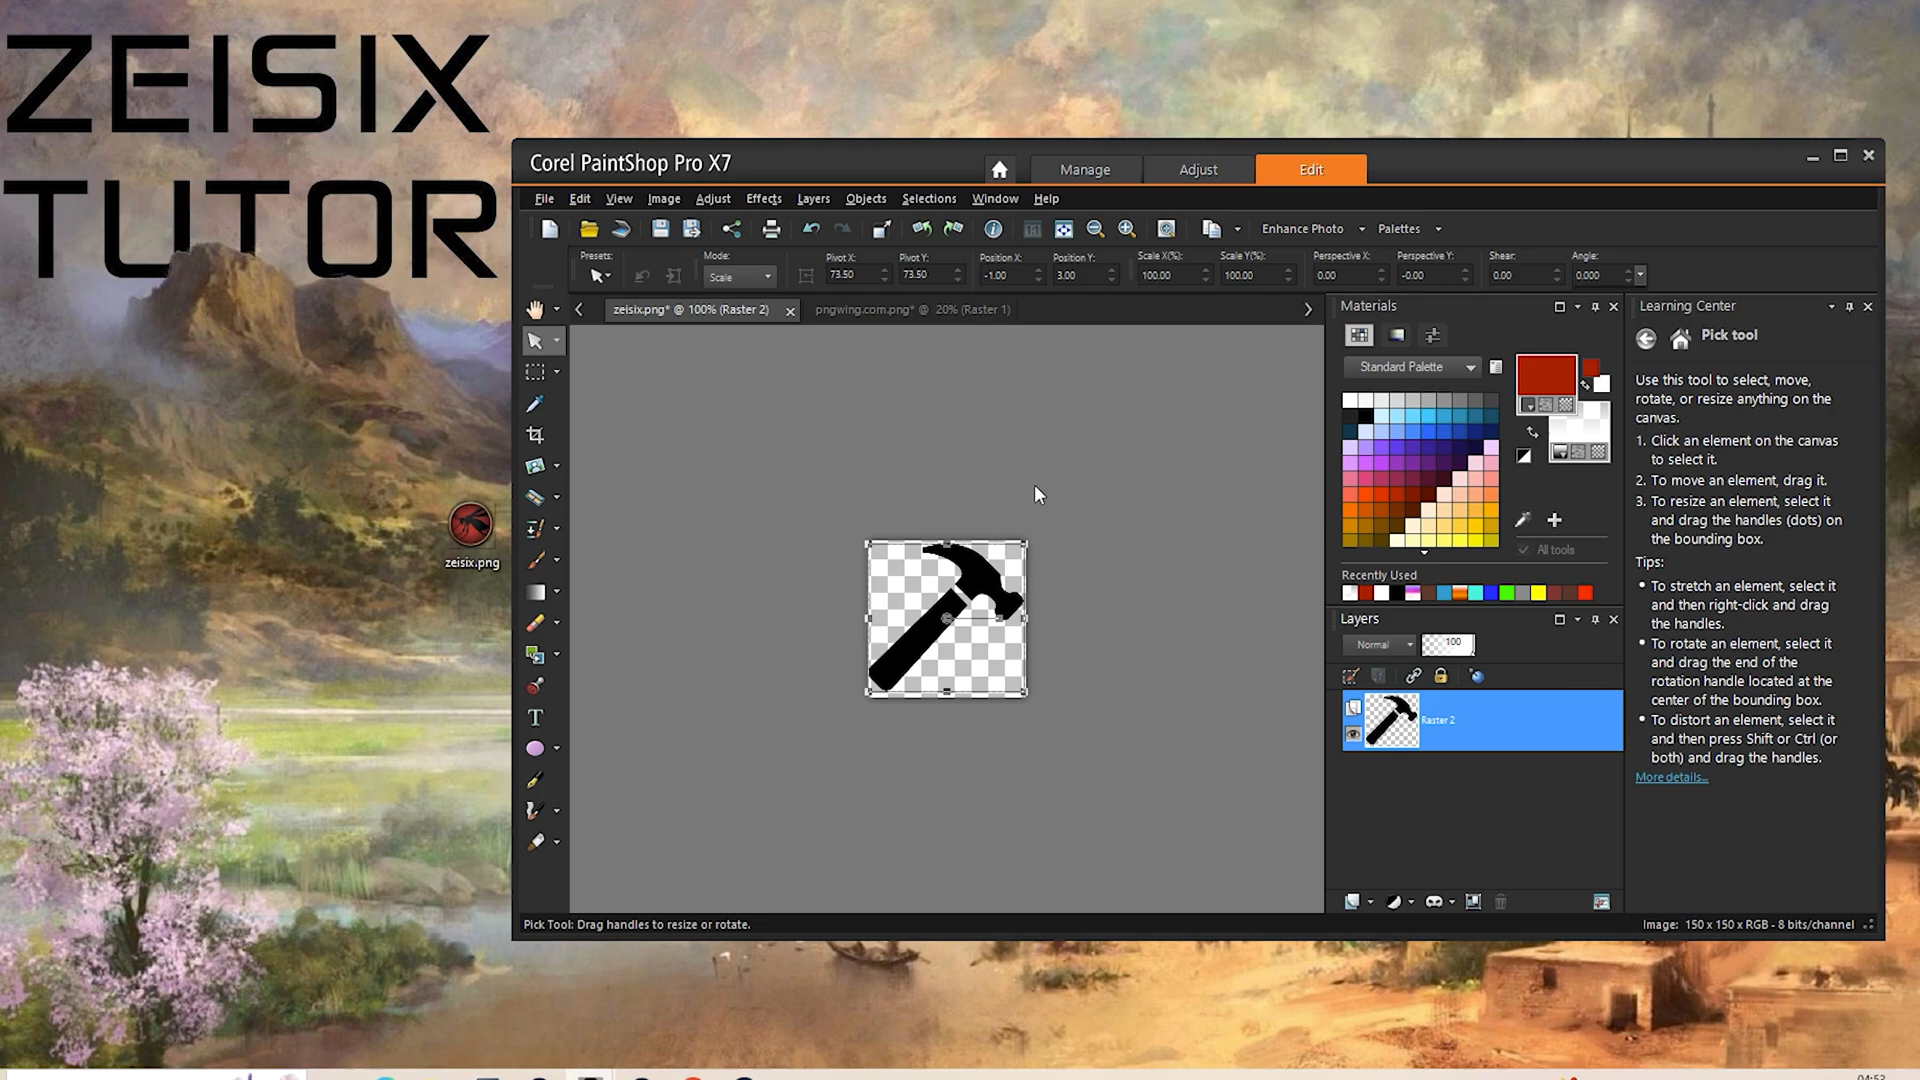 ZEISIX
TUTOR
zeisix.png
Corel PaintShop Pro X7
Manage
Adjust
Edit
File Edit View Image Adjust Effects Layers Objects Selections Window Help
Enhance Photo
Palettes
Presets:
Mode:
Scale
Pivot X:
73.50
Pivot Y:
73.50
Position X:
-1.00
Position Y:
3.00
Scale X(%):
100.00
Scale Y(%):
100.00
Perspective X:
0.00
Perspective Y:
-0.00
Shear:
0.00
Angle:
0.000
zeisix.png* @ 100% (Raster 2)
pngwing.com.png* @ 20% (Raster 1)
Materials
Standard Palette
All tools
Recently Used
Layers
Normal
100
Raster 2
Learning Center
Pick tool
Use this tool to select, move,
rotate, or resize anything on the
canvas.
1. Click an element on the canvas
to select it.
2. To move an element, drag it.
3. To resize an element, select it
and drag the handles (dots) on
the bounding box.
Tips:
• To stretch an element, select it
and then right-click and drag
the handles.
• To rotate an element, select it
and drag the end of the
rotation handle located at the
center of the bounding box.
• To distort an element, select it
and then press Shift or Ctrl (or
both) and drag the handles.
More details...
Pick Tool: Drag handles to resize or rotate.
Image: 150 x 150 x RGB - 8 bits/channel
04:53